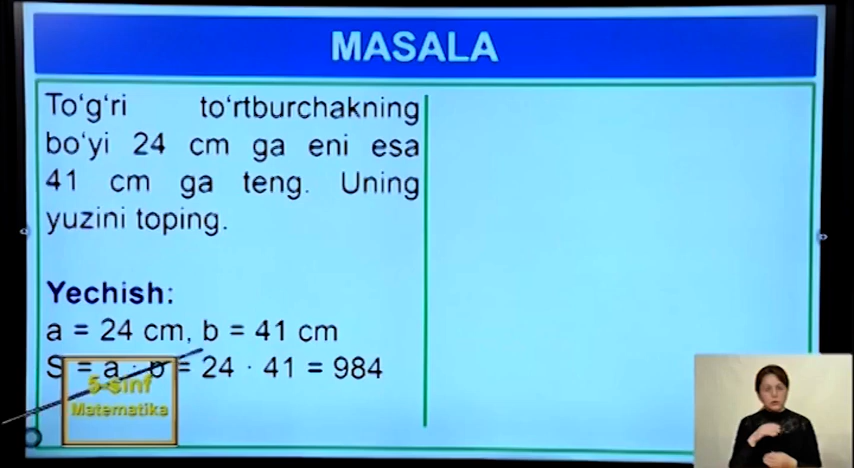 MASALA
To‘g‘ri to‘rtburchakning
bo‘yi 24 cm ga eni esa
41 cm ga teng. Uning
yuzini toping.
Yechish:
a = 24 cm, b = 41 cm
S = a · b = 24 · 41 = 984
5-sinf
Matematika